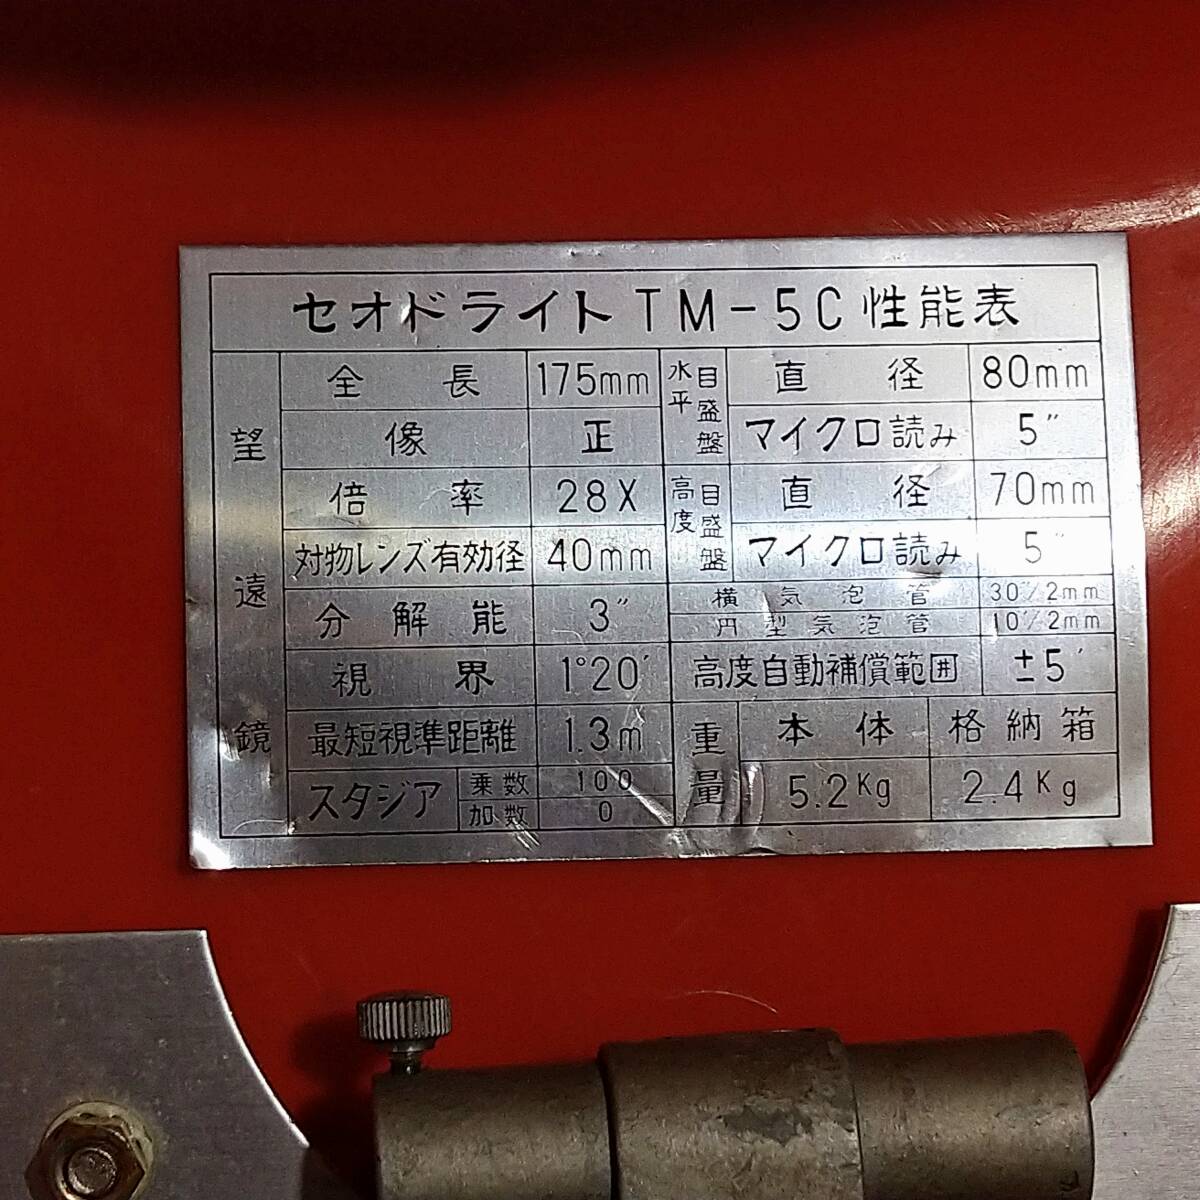 セオドライトTM-5C性能表
望遠鏡
全長 175mm
像 正
倍率 28X
対物レンズ有効径 40mm
分解能 3″
視界 1°20′
最短視準距離 1.3m
スタジア 乗数 100
加数 0
水平目盛盤 直径 80mm
マイクロ読み 5″
高度目盛盤 直径 70mm
マイクロ読み 5″
横気泡管 30″/2mm
円型気泡管 10′/2mm
高度自動補償範囲 ±5′
重量 本体 格納箱
5.2Kg 2.4Kg